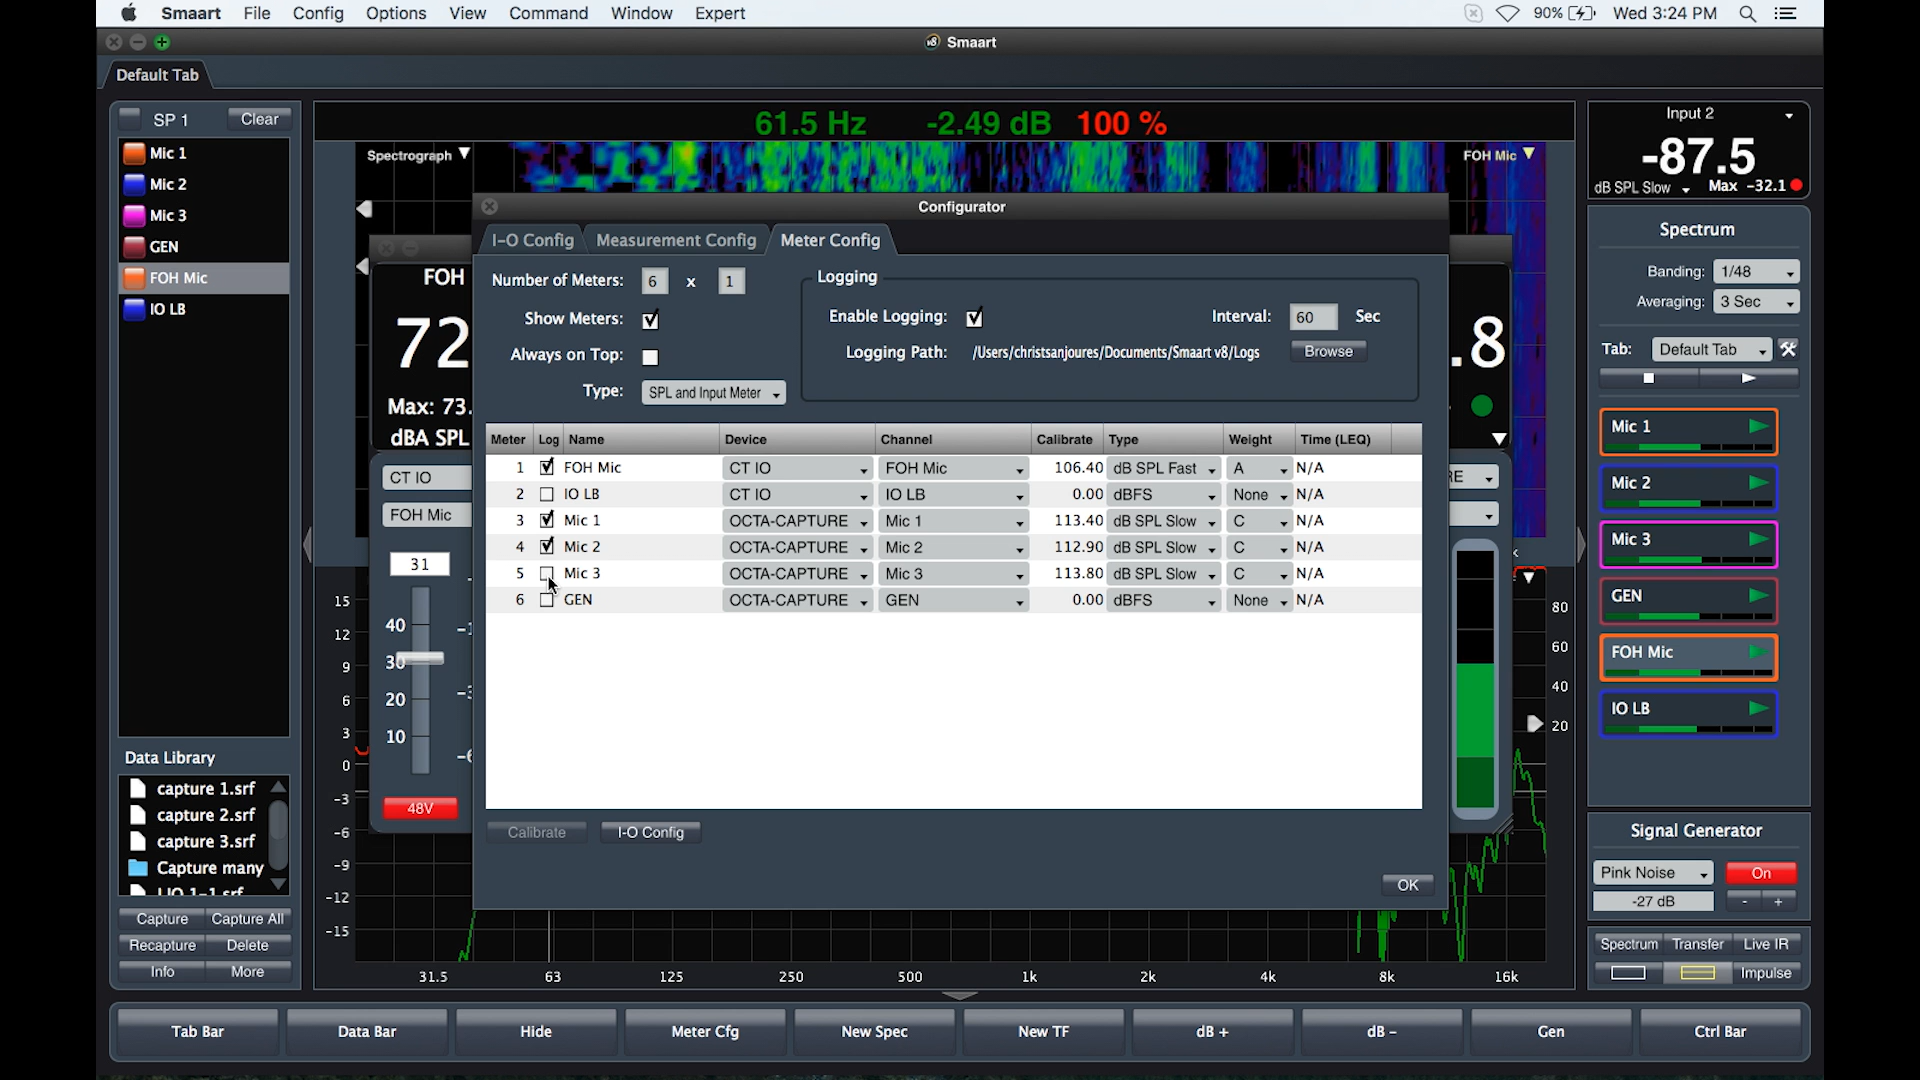 Smaart File Config Options View Command Window Expert 90% Wed 3:24 PM
v8 Smaart
Default Tab
SP 1 Clear
Mic 1
Mic 2
Mic 3
GEN
FOH Mic
IO LB
Data Library
capture 1.srf
capture 2.srf
capture 3.srf
Capture many
Capture Capture All
Recapture Delete
Info More
61.5 Hz -2.49 dB 100 %
Spectrograph FOH Mic
FOH
72
Max: 73.
dBA SPL
CT IO
FOH Mic
31
40
30
20
10
48V
Configurator
I-O Config Measurement Config Meter Config
Number of Meters: 6 x 1
Show Meters:
Always on Top:
Type: SPL and Input Meter
Logging
Enable Logging: Interval: 60 Sec
Logging Path: /Users/christsanjoures/Documents/Smaart v8/Logs Browse
Meter Log Name Device Channel Calibrate Type Weight Time (LEQ)
1 FOH Mic CT IO FOH Mic 106.40 dB SPL Fast A N/A
2 IO LB CT IO IO LB 0.00 dBFS None N/A
3 Mic 1 OCTA-CAPTURE Mic 1 113.40 dB SPL Slow C N/A
4 Mic 2 OCTA-CAPTURE Mic 2 112.90 dB SPL Slow C N/A
5 Mic 3 OCTA-CAPTURE Mic 3 113.80 dB SPL Slow C N/A
6 GEN OCTA-CAPTURE GEN 0.00 dBFS None N/A
Calibrate I-O Config
OK
.8
RE
15
12
9
6
3
0
-3
-6
-9
-12
-15
80
60
40
20
31.5 63 125 250 500 1k 2k 4k 8k 16k
Input 2
-87.5
dB SPL Slow Max -32.1
Spectrum
Banding: 1/48
Averaging: 3 Sec
Tab: Default Tab
Mic 1
Mic 2
Mic 3
GEN
FOH Mic
IO LB
Signal Generator
Pink Noise On
-27 dB - +
Spectrum Transfer Live IR
Impulse
Tab Bar Data Bar Hide Meter Cfg New Spec New TF dB + dB - Gen Ctrl Bar